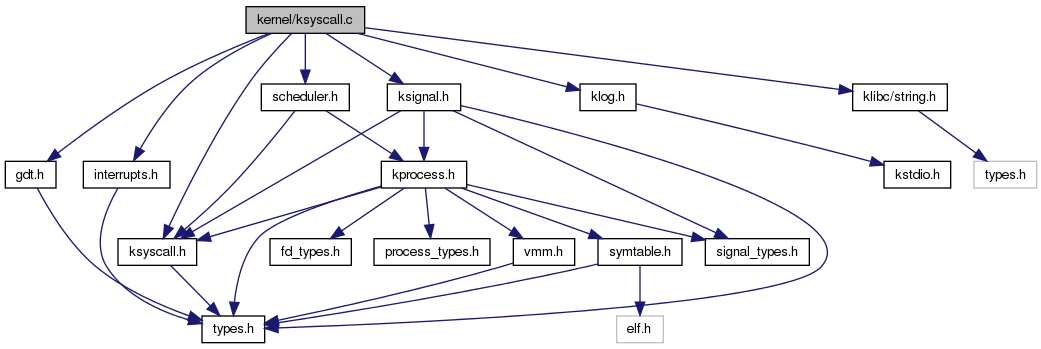 kernel/ksyscall.c
scheduler.h
ksignal.h
klog.h
klibc/string.h
gdt.h
interrupts.h
kprocess.h
kstdio.h
types.h
ksyscall.h
fd_types.h
process_types.h
vmm.h
symtable.h
signal_types.h
types.h
elf.h